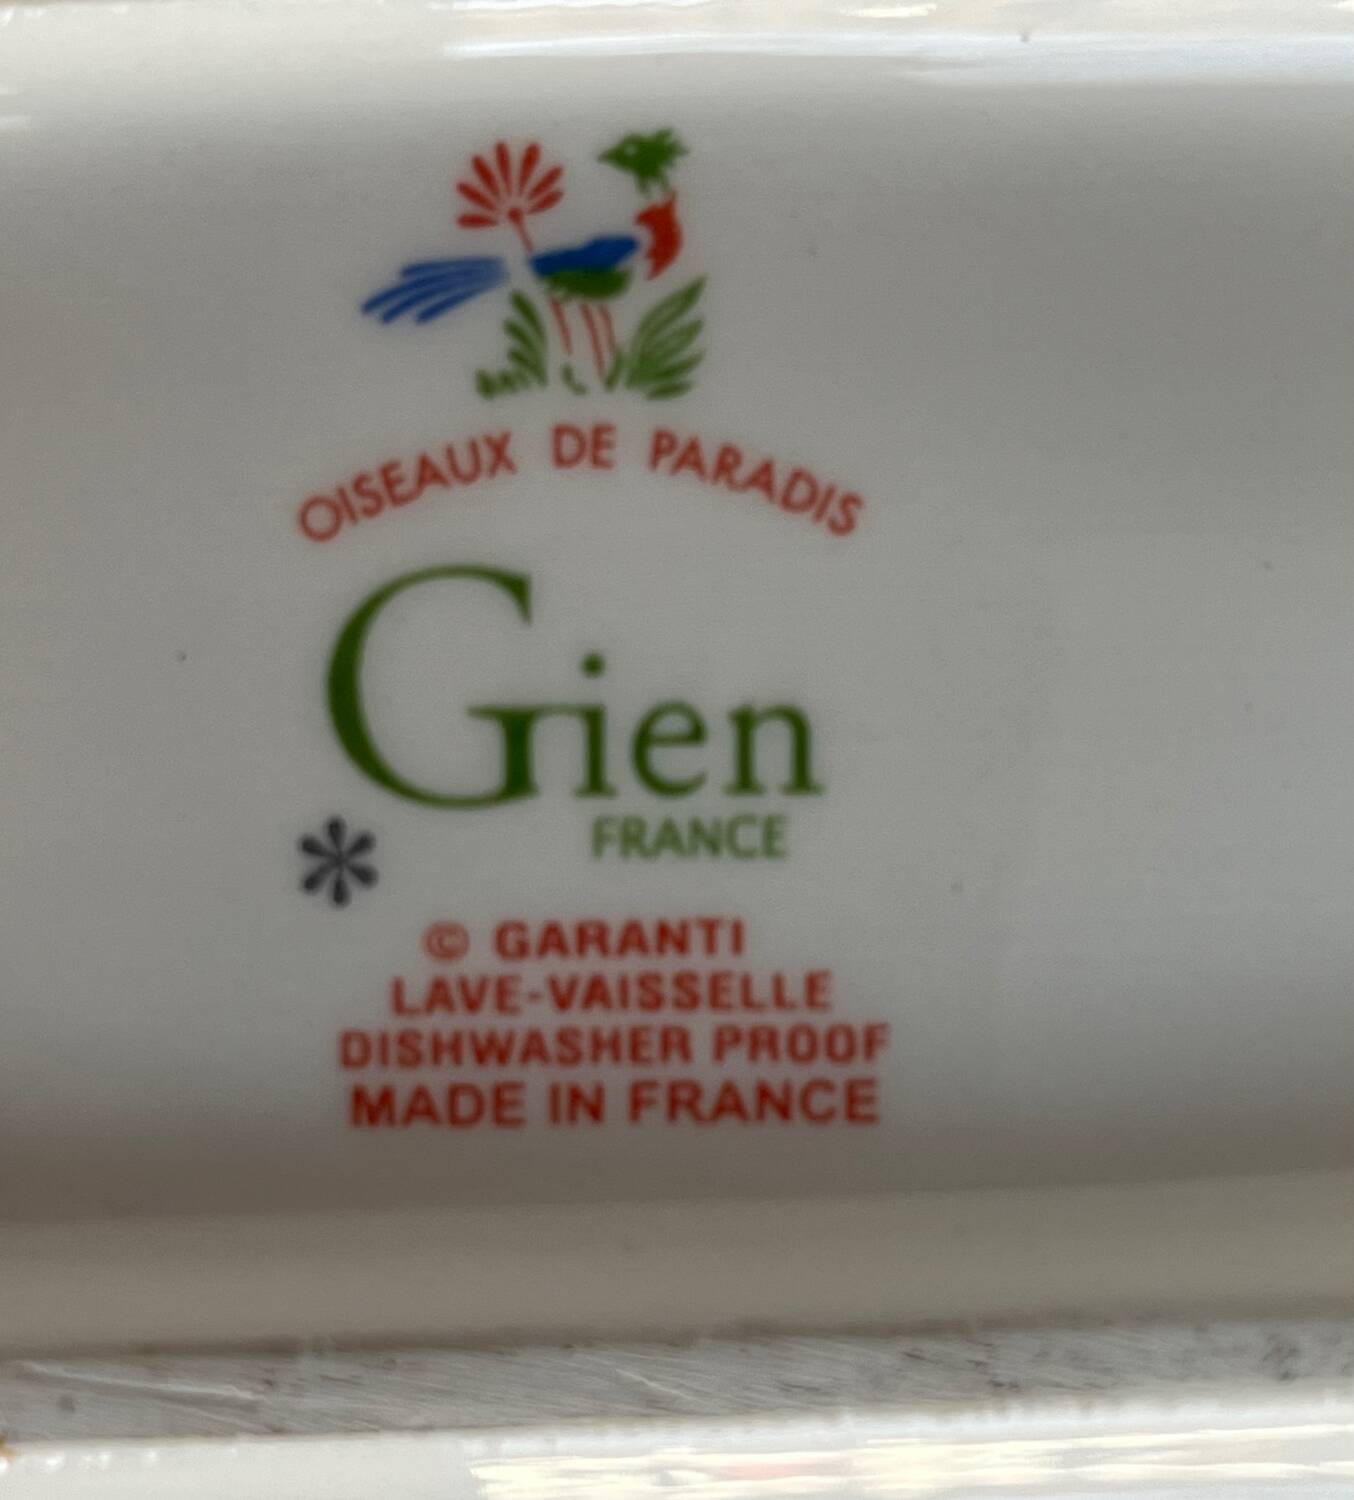 OISEAUX DE PARADIS
Gien
FRANCE
*
© GARANTI
LAVE-VAISSELLE
DISHWASHER PROOF
MADE IN FRANCE